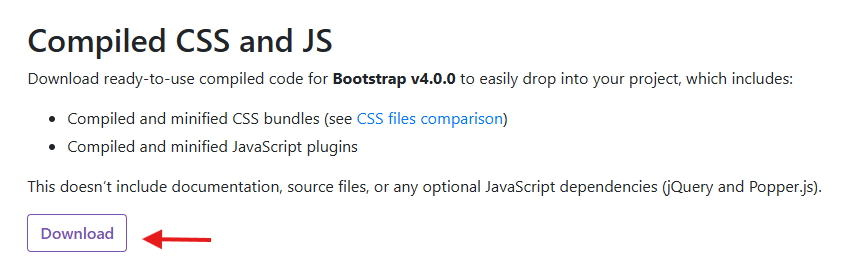 Compiled CSS and JS
Download ready-to-use compiled code for Bootstrap v4.0.0 to easily drop into your project, which includes:
• Compiled and minified CSS bundles (see CSS files comparison)
• Compiled and minified JavaScript plugins
This doesn’t include documentation, source files, or any optional JavaScript dependencies (jQuery and Popper.js).
Download